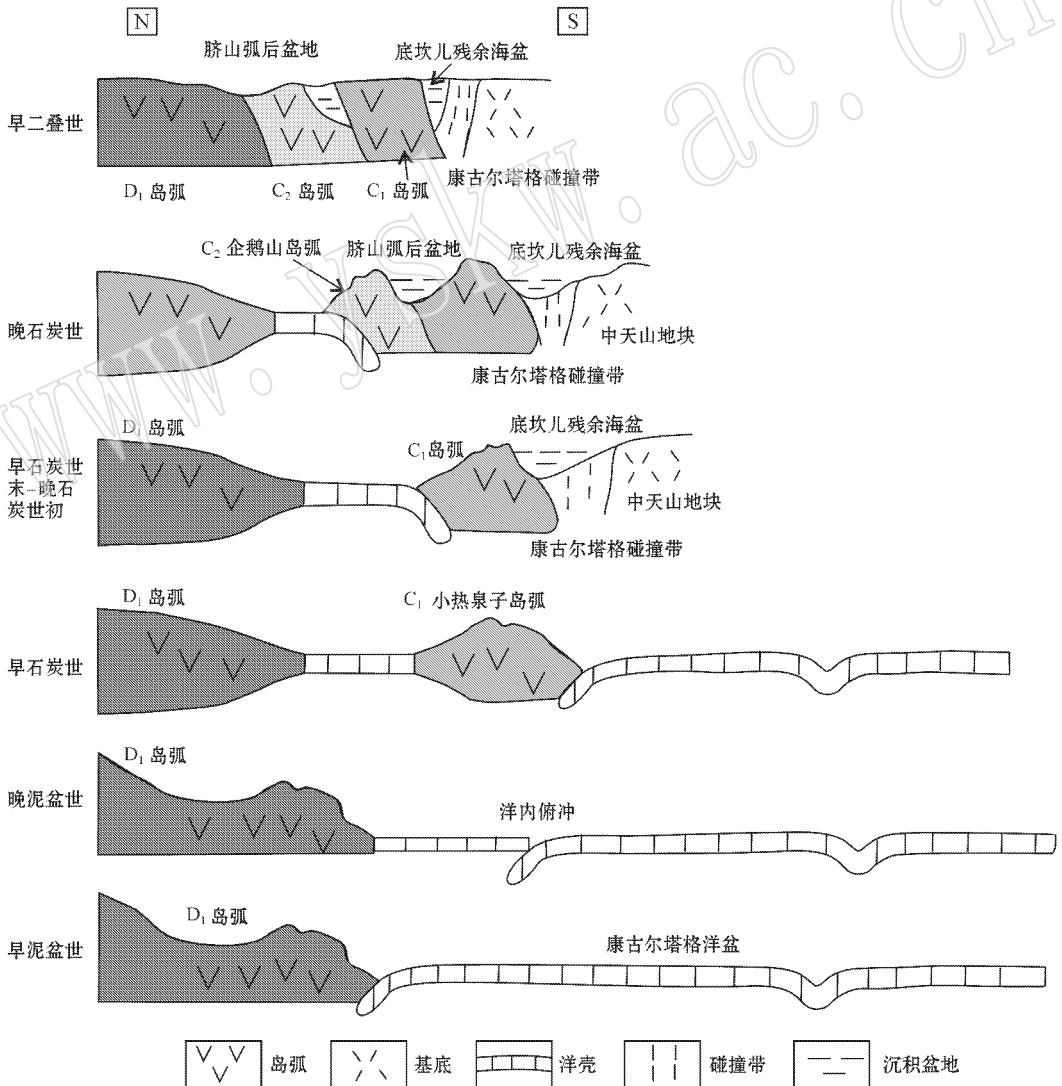 N
S
脐山弧后盆地
底坎儿残余海盆
早二叠世
康古尔塔格碰撞带
D₁ 岛弧
C₂ 岛弧
C₁ 岛弧
C₂ 企鹅山岛弧
脐山弧后盆地
底坎儿残余海盆
晚石炭世
中天山地块
康古尔塔格碰撞带
D₁ 岛弧
底坎儿残余海盆
C₁岛弧
早石炭世
末-晚石
炭世初
中天山地块
康古尔塔格碰撞带
D₁ 岛弧
C₁ 小热泉子岛弧
早石炭世
D₁ 岛弧
晚泥盆世
洋内俯冲
D₁ 岛弧
康古尔塔格洋盆
早泥盆世
岛弧
基底
洋壳
碰撞带
沉积盆地
www.yskw.ac.cn